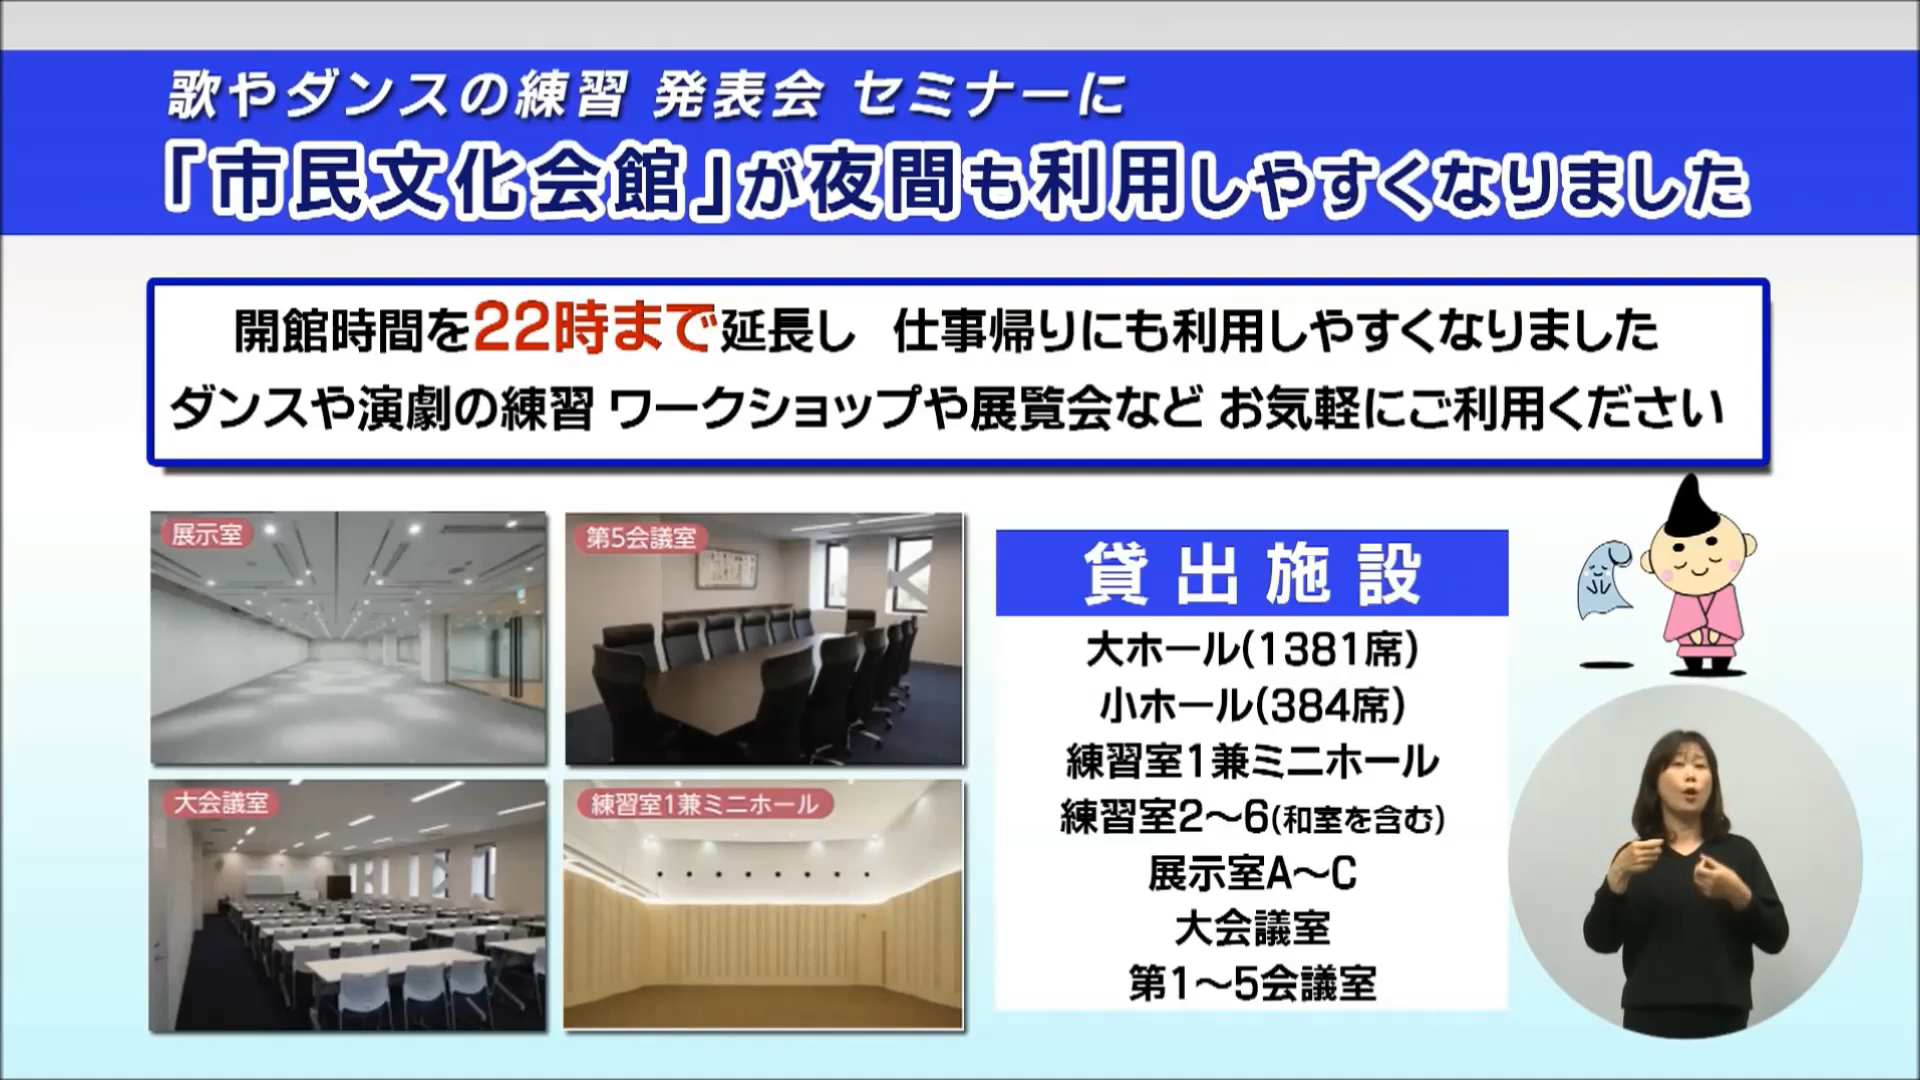 歌やダンスの練習 発表会 セミナーに
「市民文化会館」が夜間も利用しやすくなりました
開館時間を22時まで延長し 仕事帰りにも利用しやすくなりました
ダンスや演劇の練習 ワークショップや展覧会など お気軽にご利用ください
展示室
第5会議室
大会議室
練習室1兼ミニホール
貸出施設
大ホール(1381席)
小ホール(384席)
練習室1兼ミニホール
練習室2～6(和室を含む)
展示室A～C
大会議室
第1～5会議室